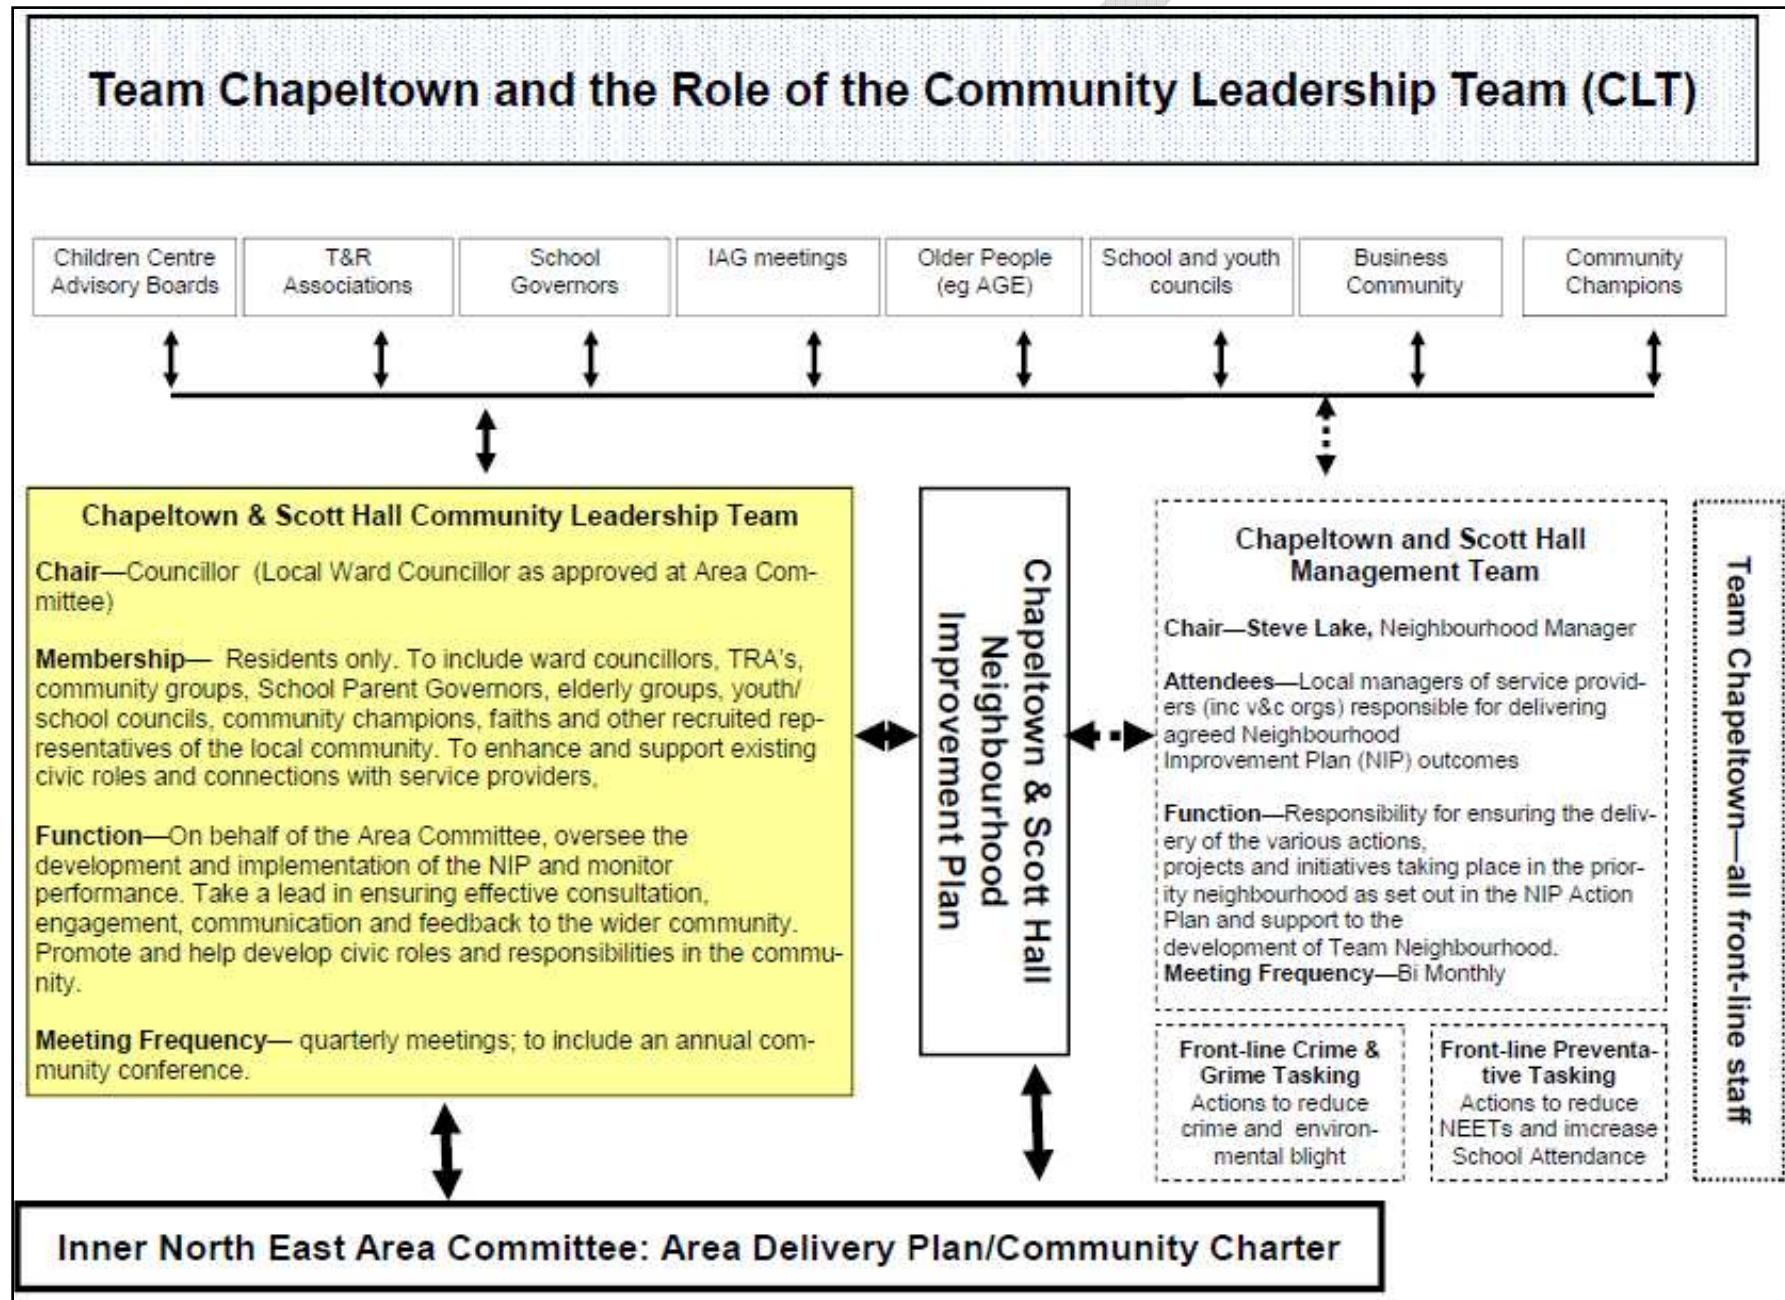 Team Chapeltown and the Role of the Community Leadership Team (CLT)
Children Centre
Advisory Boards
T&R
Associations
School
Governors
IAG meetings
Older People
(eg AGE)
School and youth
councils
Business
Community
Community
Champions
Chapeltown & Scott Hall Community Leadership Team
Chair—Councillor (Local Ward Councillor as approved at Area Com-
mittee)
Membership— Residents only. To include ward councillors, TRA's,
community groups, School Parent Governors, elderly groups, youth/
school councils, community champions, faiths and other recruited rep-
resentatives of the local community. To enhance and support existing
civic roles and connections with service providers,
Function—On behalf of the Area Committee, oversee the
development and implementation of the NIP and monitor
performance. Take a lead in ensuring effective consultation,
engagement, communication and feedback to the wider community.
Promote and help develop civic roles and responsibilities in the commu-
nity.
Meeting Frequency— quarterly meetings; to include an annual com-
munity conference.
Chapeltown & Scott Hall
Neighbourhood
Improvement Plan
Chapeltown and Scott Hall
Management Team
Chair—Steve Lake, Neighbourhood Manager
Attendees—Local managers of service provid-
ers (inc v&c orgs) responsible for delivering
agreed Neighbourhood
Improvement Plan (NIP) outcomes
Function—Responsibility for ensuring the deliv-
ery of the various actions,
projects and initiatives taking place in the prior-
ity neighbourhood as set out in the NIP Action
Plan and support to the
development of Team Neighbourhood.
Meeting Frequency—Bi Monthly
Front-line Crime &
Grime Tasking
Actions to reduce
crime and environ-
mental blight
Front-line Preventa-
tive Tasking
Actions to reduce
NEETs and imcrease
School Attendance
Team Chapeltown—all front-line staff
Inner North East Area Committee: Area Delivery Plan/Community Charter